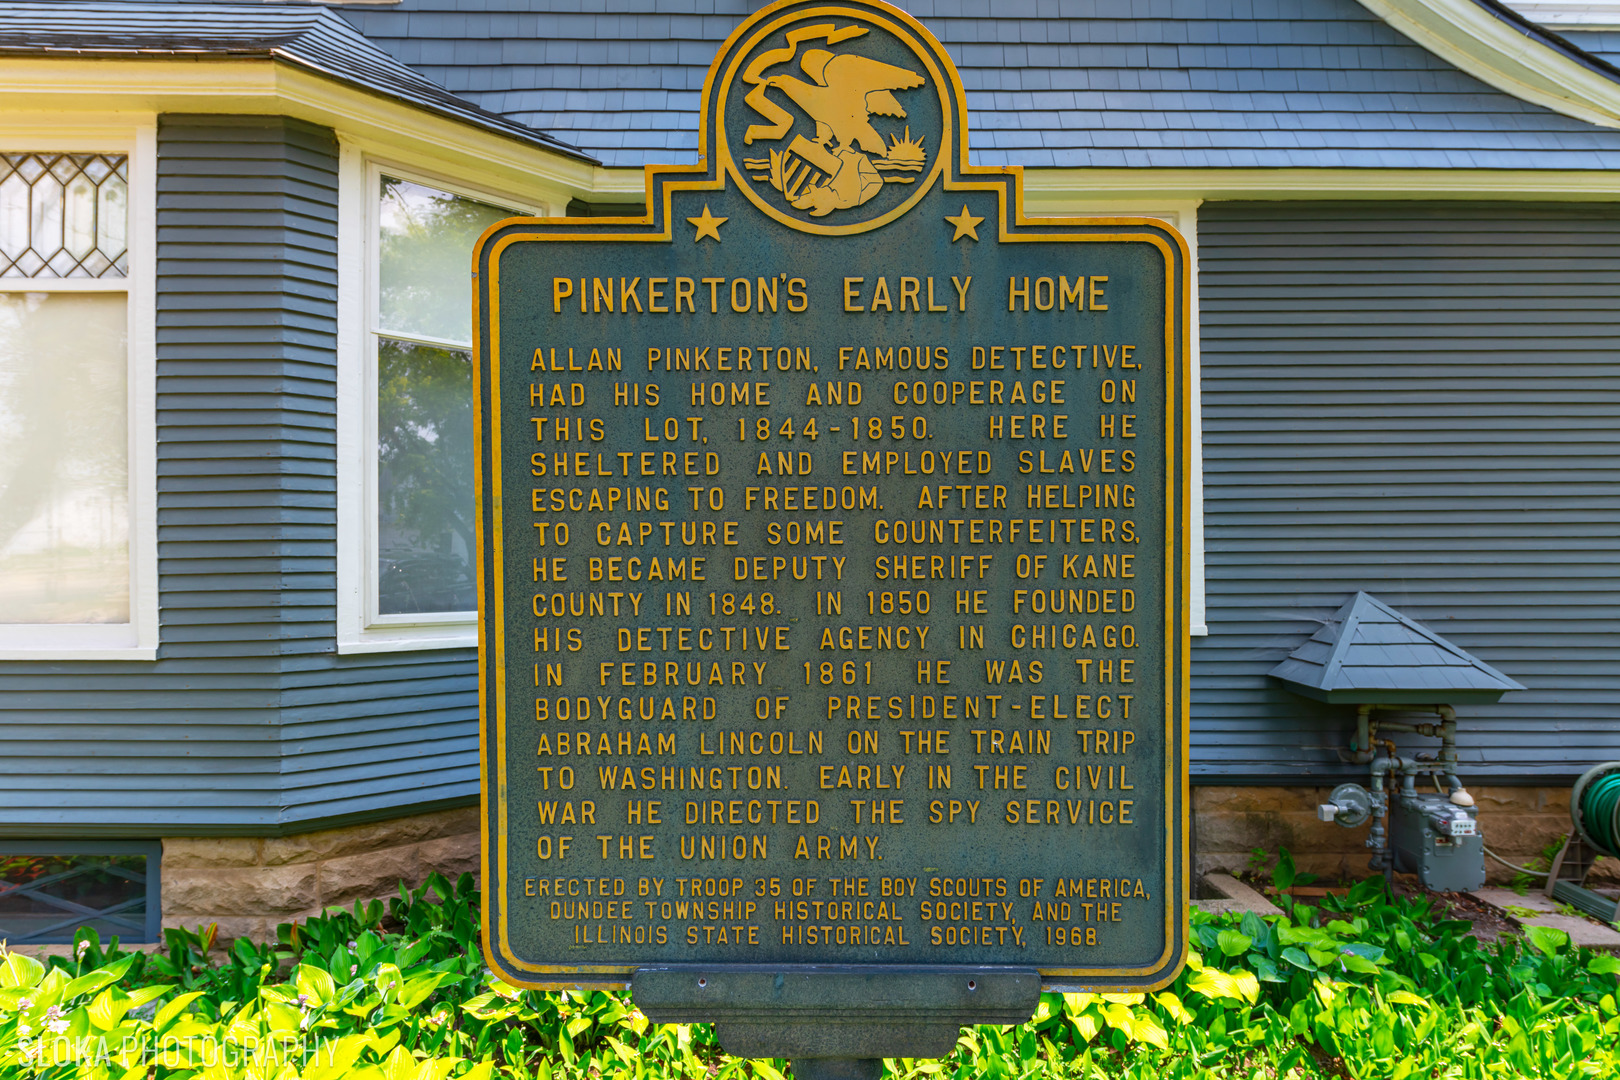 PINKERTON'S EARLY HOME
ALLAN PINKERTON, FAMOUS DETECTIVE,
HAD HIS HOME AND COOPERAGE ON
THIS LOT, 1844-1850. HERE HE
SHELTERED AND EMPLOYED SLAVES
ESCAPING TO FREEDOM. AFTER HELPING
TO CAPTURE SOME COUNTERFEITERS,
HE BECAME DEPUTY SHERIFF OF KANE
COUNTY IN 1848. IN 1850 HE FOUNDED
HIS DETECTIVE AGENCY IN CHICAGO.
IN FEBRUARY 1861 HE WAS THE
BODYGUARD OF PRESIDENT-ELECT
ABRAHAM LINCOLN ON THE TRAIN TRIP
TO WASHINGTON. EARLY IN THE CIVIL
WAR HE DIRECTED THE SPY SERVICE
OF THE UNION ARMY.
ERECTED BY TROOP 35 OF THE BOY SCOUTS OF AMERICA,
DUNDEE TOWNSHIP HISTORICAL SOCIETY, AND THE
ILLINOIS STATE HISTORICAL SOCIETY, 1968.
SLOKA PHOTOGRAPHY